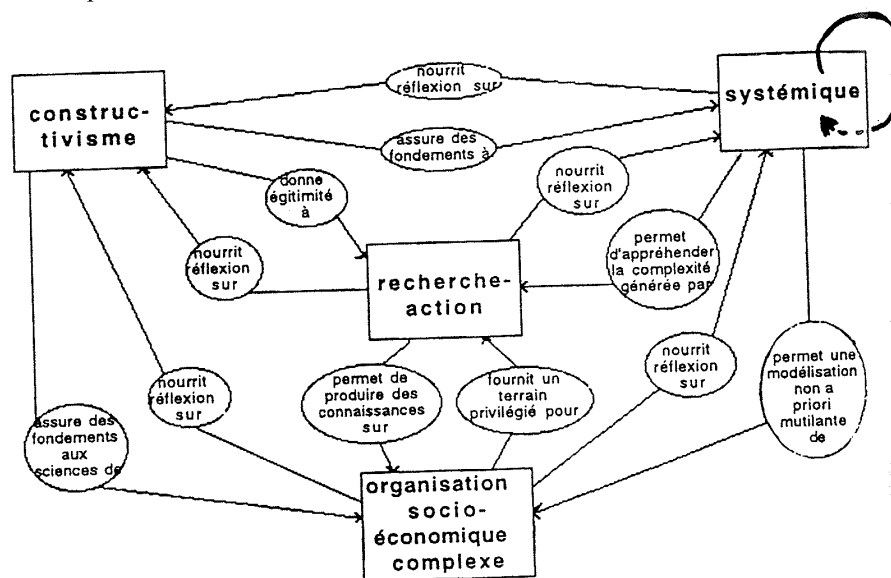 nourrit
réflexion sur
systémique
construc-
tivisme
assure des
fondements à
donne
égitimité
à
nourrit
réflexion
sur
nourrit
réflexion
sur
permet
d'appréhender
la complexité
générée par
recherche-
action
permet de
produire des
connaissances
sur
fournit un
terrain
privilégié pour
nourrit
réflexion
sur
nourrit
réflexion
sur
permet une
modélisation
non a
priori
mutilante
de
assure des
fondements
aux
sciences de
organisation
socio-
économique
complexe